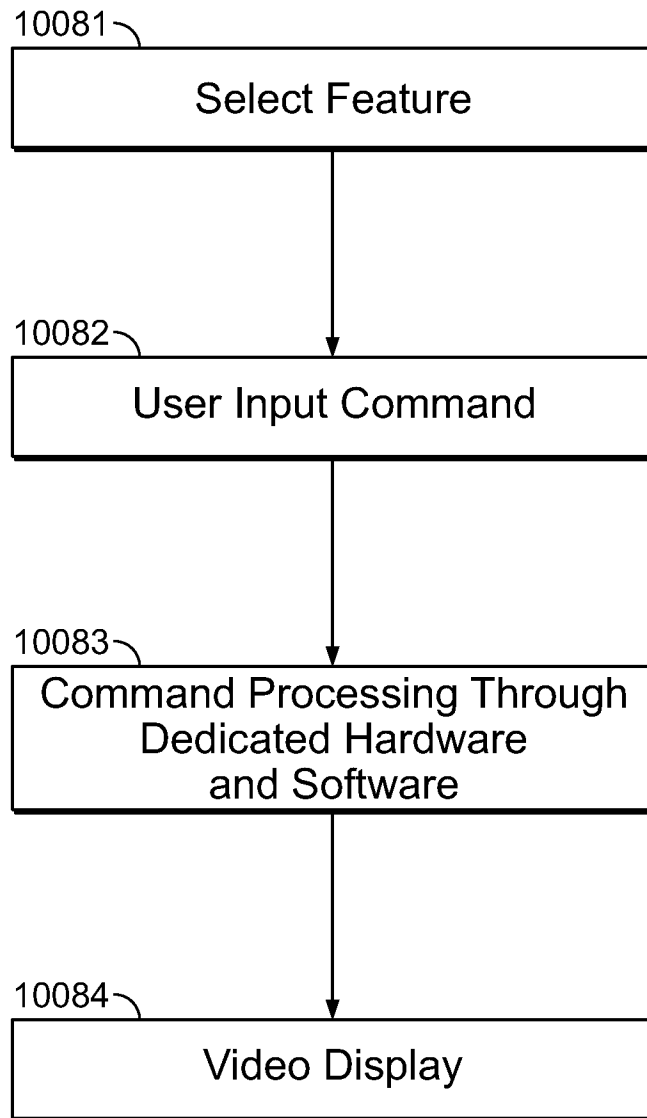 10081
Select Feature
10082
User Input Command
10083
Command Processing Through
Dedicated Hardware
and Software
10084
Video Display